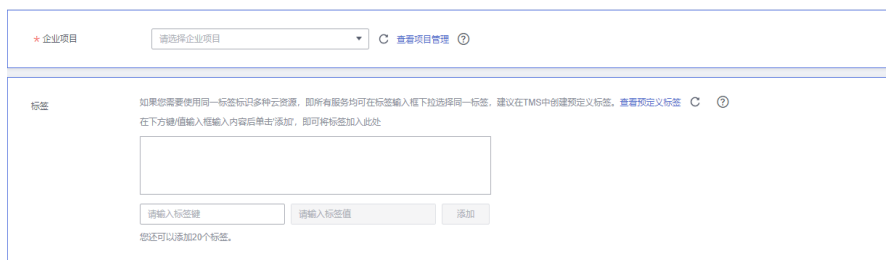 * 企业项目 请选择企业项目 查看项目管理
标签 如果您需要使用同一标签标识多种云资源，即所有服务均可在标签输入框下拉选择同一标签，建议在TMS中创建预定义标签。查看预定义标签
在下方键/值输入框输入内容后单击'添加'，即可将标签加入此处
请输入标签键 请输入标签值 添加
您还可以添加20个标签。